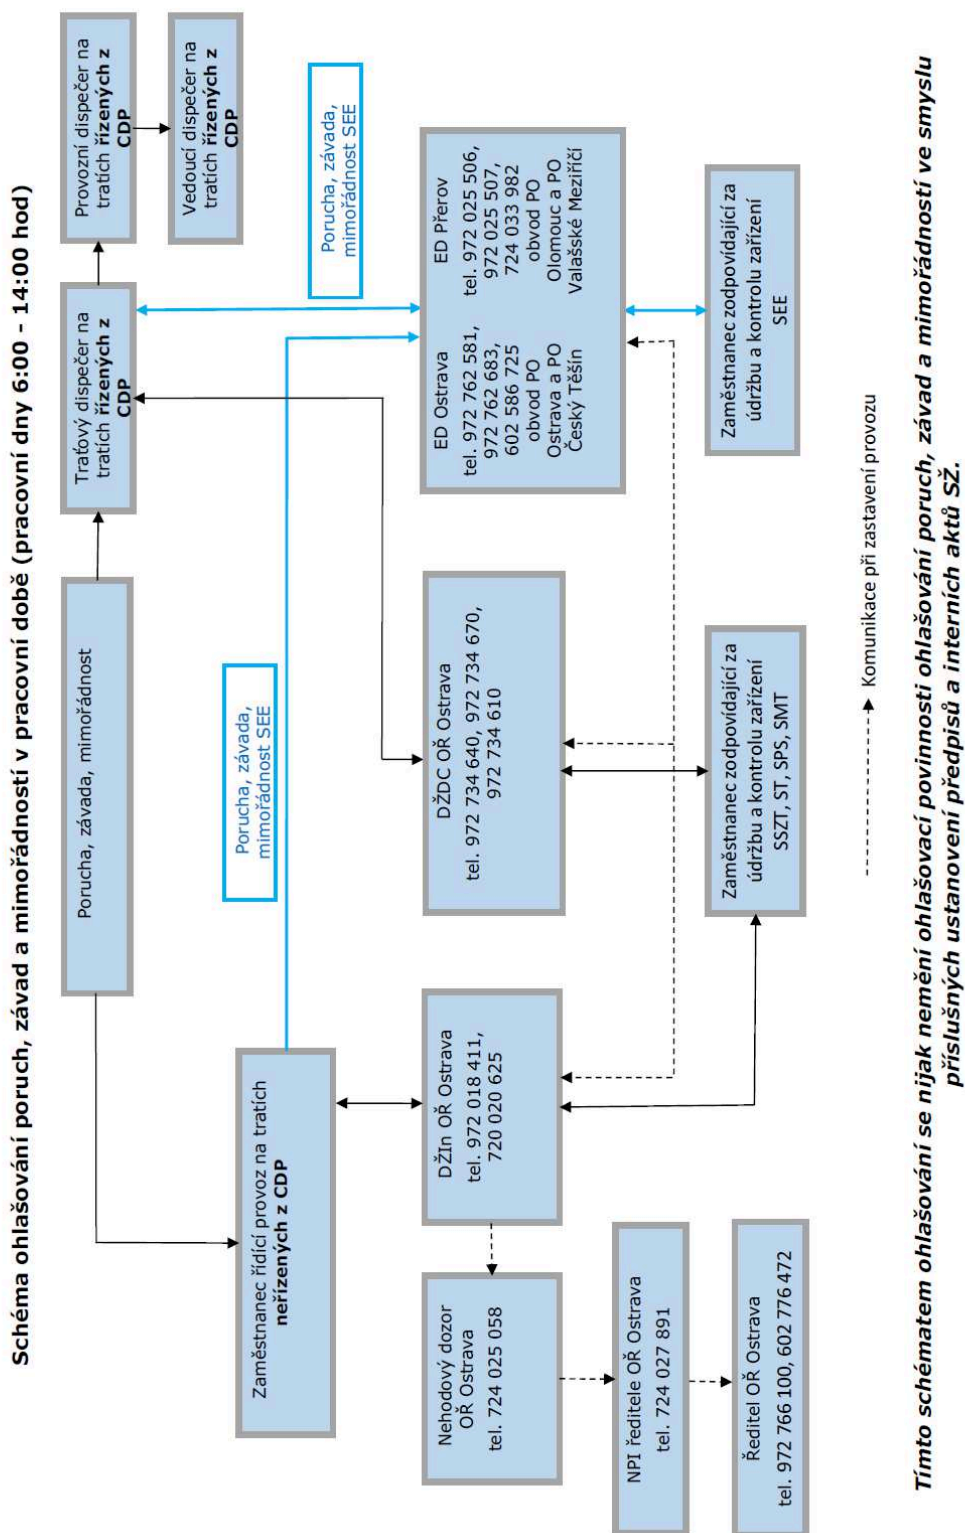 Schéma ohlašování poruch, závad a mimořádností v pracovní době (pracovní dny 6:00 - 14:00 hod)
Porucha, závada, mimořádnost
Traťový dispečer na
tratích řízených z
CDP
Provozní dispečer na
tratích řízených z
CDP
Vedoucí dispečer na
tratích řízených z
CDP
Zaměstnanec řídící provoz na tratích
neřízených z CDP
Porucha, závada,
mimořádnost SEE
Porucha, závada,
mimořádnost SEE
Nehodový dozor
OŘ Ostrava
tel. 724 025 058
DŽIn OŘ Ostrava
tel. 972 018 411,
720 020 625
DŽDC OŘ Ostrava
tel. 972 734 640, 972 734 670,
972 734 610
ED Ostrava
tel. 972 762 581,
972 762 683,
602 586 725
obvod PO
Ostrava a PO
Český Těšín
ED Přerov
tel. 972 025 506,
972 025 507,
724 033 982
obvod PO
Olomouc a PO
Valašské Meziříčí
NPI ředitele OŘ Ostrava
tel. 724 027 891
Ředitel OŘ Ostrava
tel. 972 766 100, 602 776 472
Zaměstnanec zodpovídající za
údržbu a kontrolu zařízení
SSZT, ST, SPS, SMT
Zaměstnanec zodpovídající za
údržbu a kontrolu zařízení
SEE
Komunikace při zastavení provozu
Tímto schématem ohlašování se nijak nemění ohlašovací povinnosti ohlašování poruch, závad a mimořádností ve smyslu
příslušných ustanovení předpisů a interních aktů SŽ.